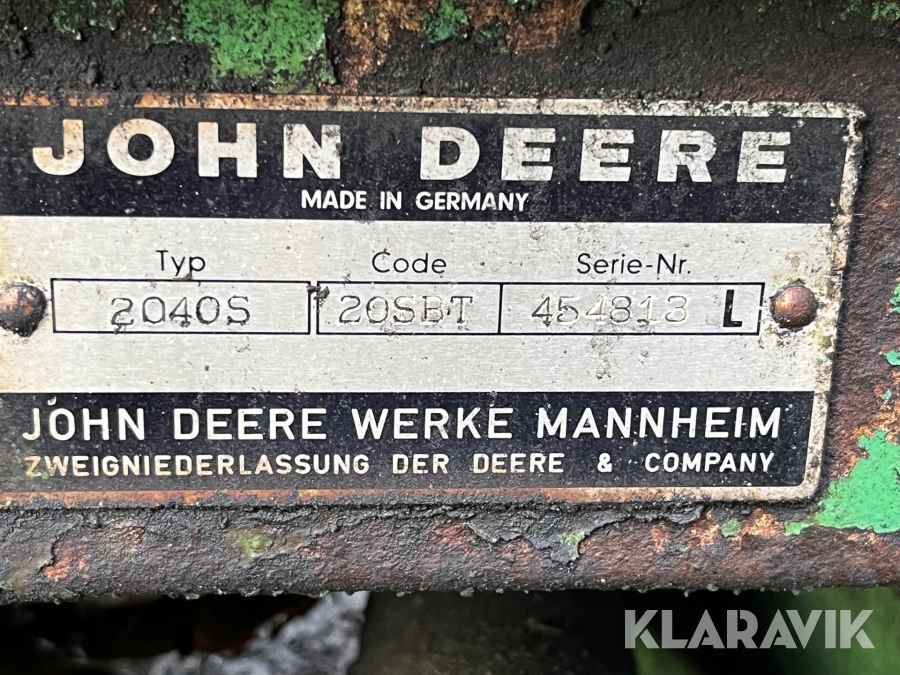 JOHN DEERE
MADE IN GERMANY
Typ Code Serie-Nr.
2040S 20SBT 454813 L
JOHN DEERE WERKE MANNHEIM
ZWEIGNIEDERLASSUNG DER DEERE & COMPANY
KLARAVIK